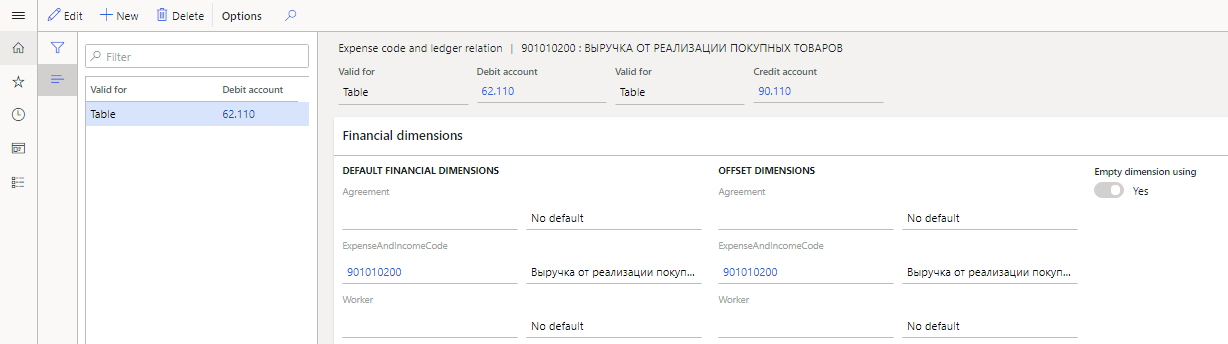 Edit New Delete Options
Filter
Valid for Debit account
Table 62.110
Expense code and ledger relation | 901010200 : ВЫРУЧКА ОТ РЕАЛИЗАЦИИ ПОКУПНЫХ ТОВАРОВ
Valid for Debit account Valid for Credit account
Table 62.110 Table 90.110
Financial dimensions
DEFAULT FINANCIAL DIMENSIONS OFFSET DIMENSIONS Empty dimension using
Agreement Agreement Yes
No default No default
ExpenseAndIncomeCode ExpenseAndIncomeCode
901010200 Выручка от реализации покуп... 901010200 Выручка от реализации покуп...
Worker Worker
No default No default